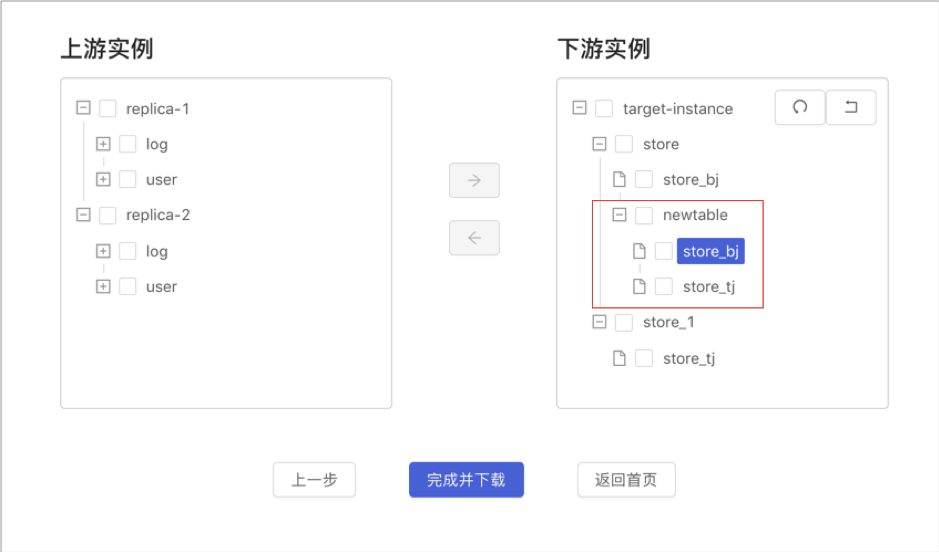 上游实例
replica-1
log
user
replica-2
log
user
下游实例
target-instance
store
store_bj
newtable
store_bj
store_tj
store_1
store_tj
上一步
完成并下载
返回首页